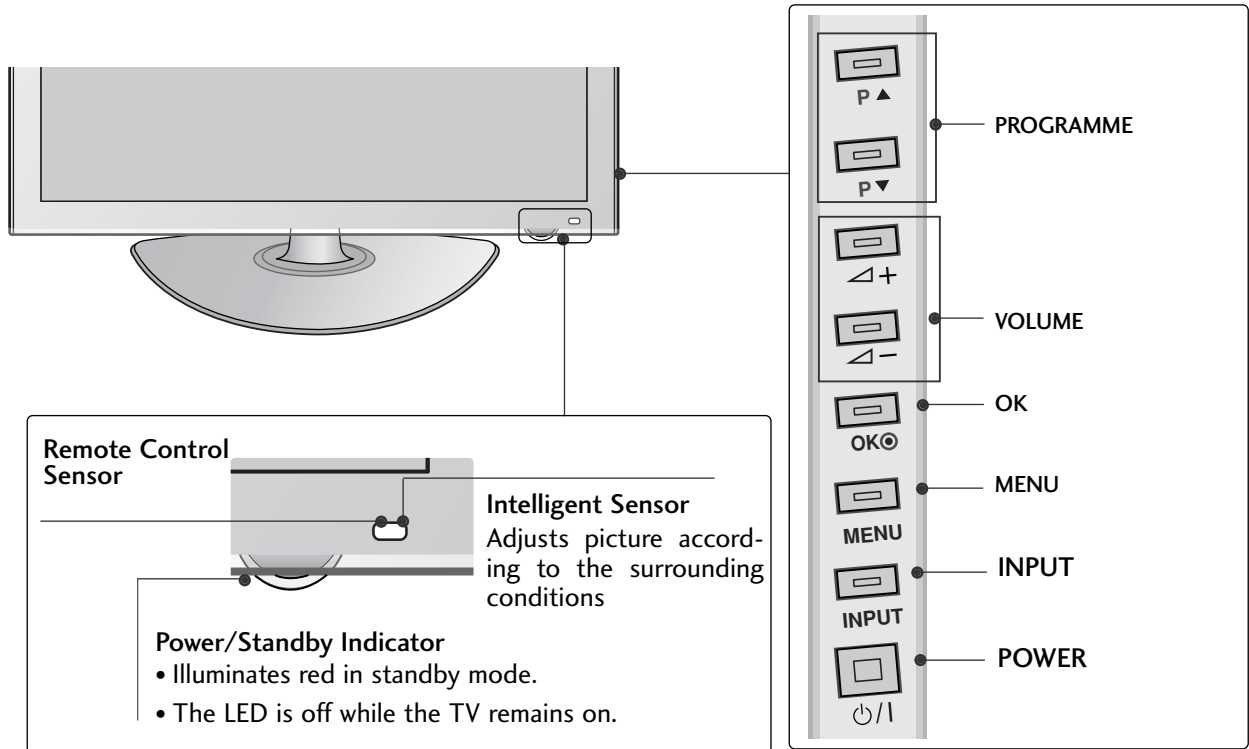 P ▲
PROGRAMME
P ▼
+
VOLUME
-
OK
OK◉
MENU
MENU
INPUT
INPUT
POWER
⏻/I
Remote Control
Sensor
Intelligent Sensor
Adjusts picture accord-
ing to the surrounding
conditions
Power/Standby Indicator
• Illuminates red in standby mode.
• The LED is off while the TV remains on.